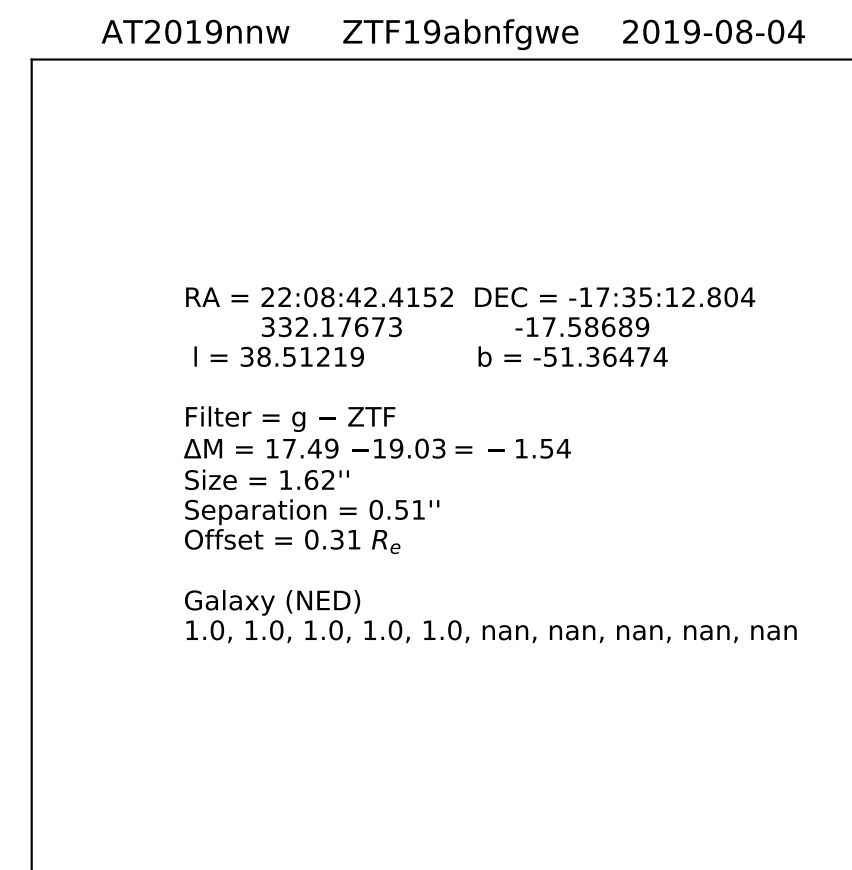 AT2019nnw ZTF19abnfgwe 2019-08-04
RA = 22:08:42.4152 DEC = -17:35:12.804
332.17673 -17.58689
l = 38.51219 b = -51.36474
Filter = g − ZTF
ΔM = 17.49 −19.03 = − 1.54
Size = 1.62''
Separation = 0.51''
Offset = 0.31 Rₑ
Galaxy (NED)
1.0, 1.0, 1.0, 1.0, 1.0, nan, nan, nan, nan, nan